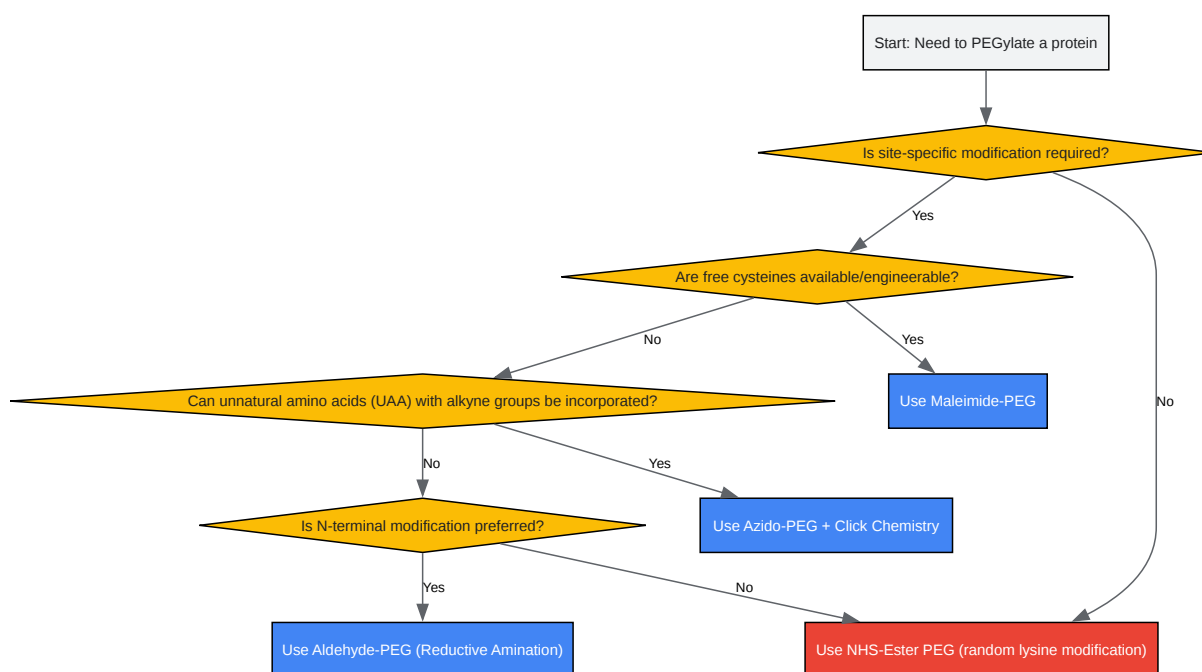 Start: Need to PEGylate a protein
Is site-specific modification required?
Yes
Are free cysteines available/engineerable?
No
Yes
Use Maleimide-PEG
No
Can unnatural amino acids (UAA) with alkyne groups be incorporated?
No
Yes
Use Azido-PEG + Click Chemistry
Is N-terminal modification preferred?
Yes
No
Use Aldehyde-PEG (Reductive Amination)
Use NHS-Ester PEG (random lysine modification)